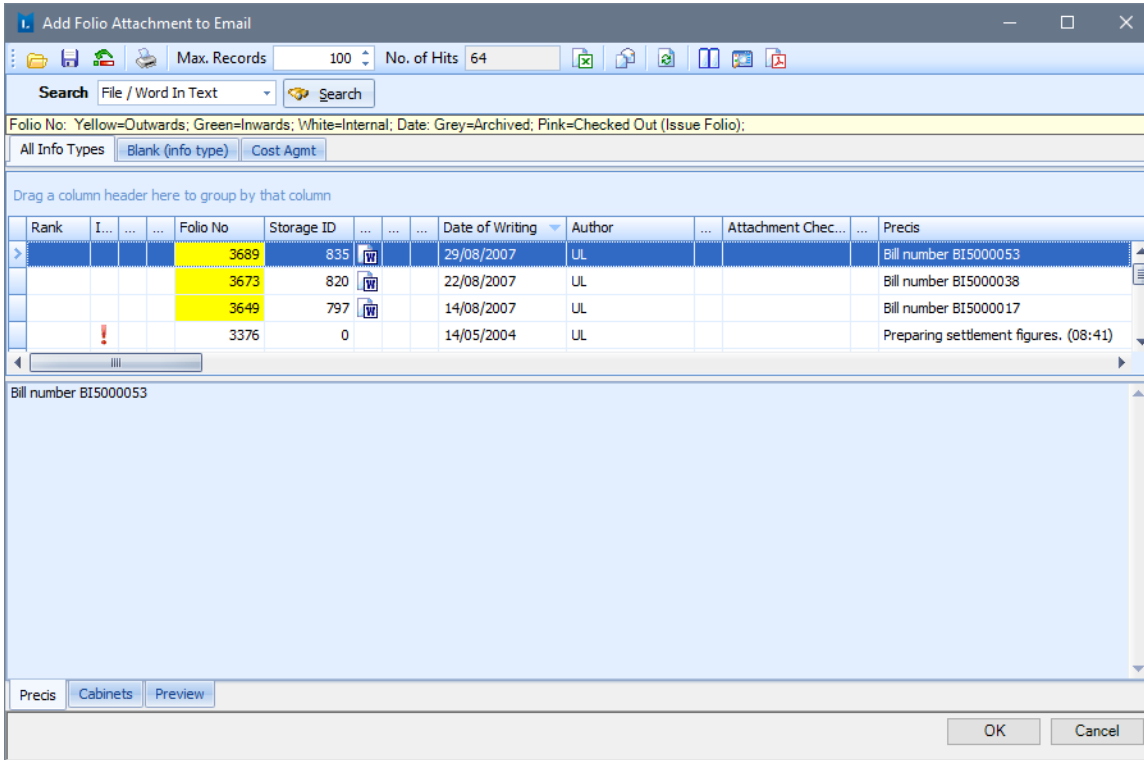 Add Folio Attachment to Email
Max. Records 100 No. of Hits 64
Search File / Word In Text Search
Folio No: Yellow=Outwards; Green=Inwards; White=Internal; Date: Grey=Archived; Pink=Checked Out (Issue Folio);
All Info Types Blank (info type) Cost Agmt
Drag a column header here to group by that column
Rank I... ... ... Folio No Storage ID ... ... ... Date of Writing Author ... Attachment Chec... ... Precis
3689 835 W 29/08/2007 UL Bill number BI5000053
3673 820 W 22/08/2007 UL Bill number BI5000038
3649 797 W 14/08/2007 UL Bill number BI5000017
! 3376 0 14/05/2004 UL Preparing settlement figures. (08:41)
Bill number BI5000053
Precis Cabinets Preview
OK Cancel